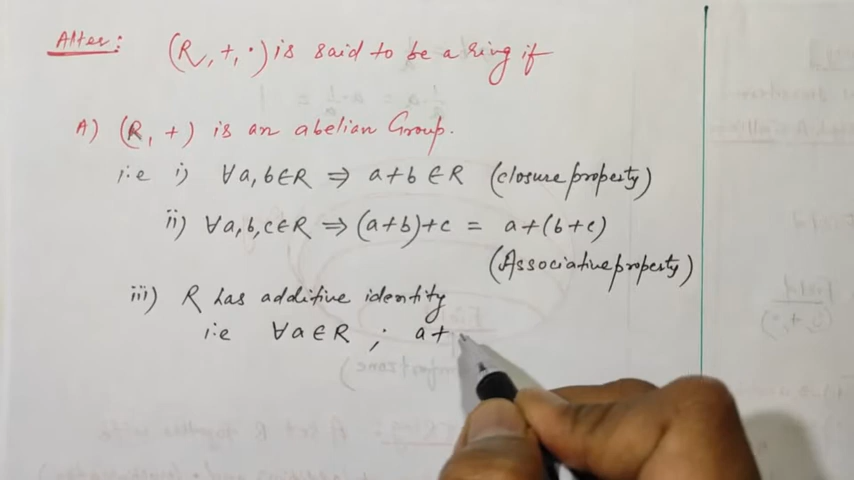 Alter: (R, +, ·) is said to be a ring if
A) (R, +) is an abelian Group.
i.e i) ∀a,b∈R ⇒ a+b ∈ R (closure property)
ii) ∀a,b,c∈R ⇒ (a+b)+c = a+(b+c)
(Associative property)
iii) R has additive identity
i.e ∀a∈R ; a+